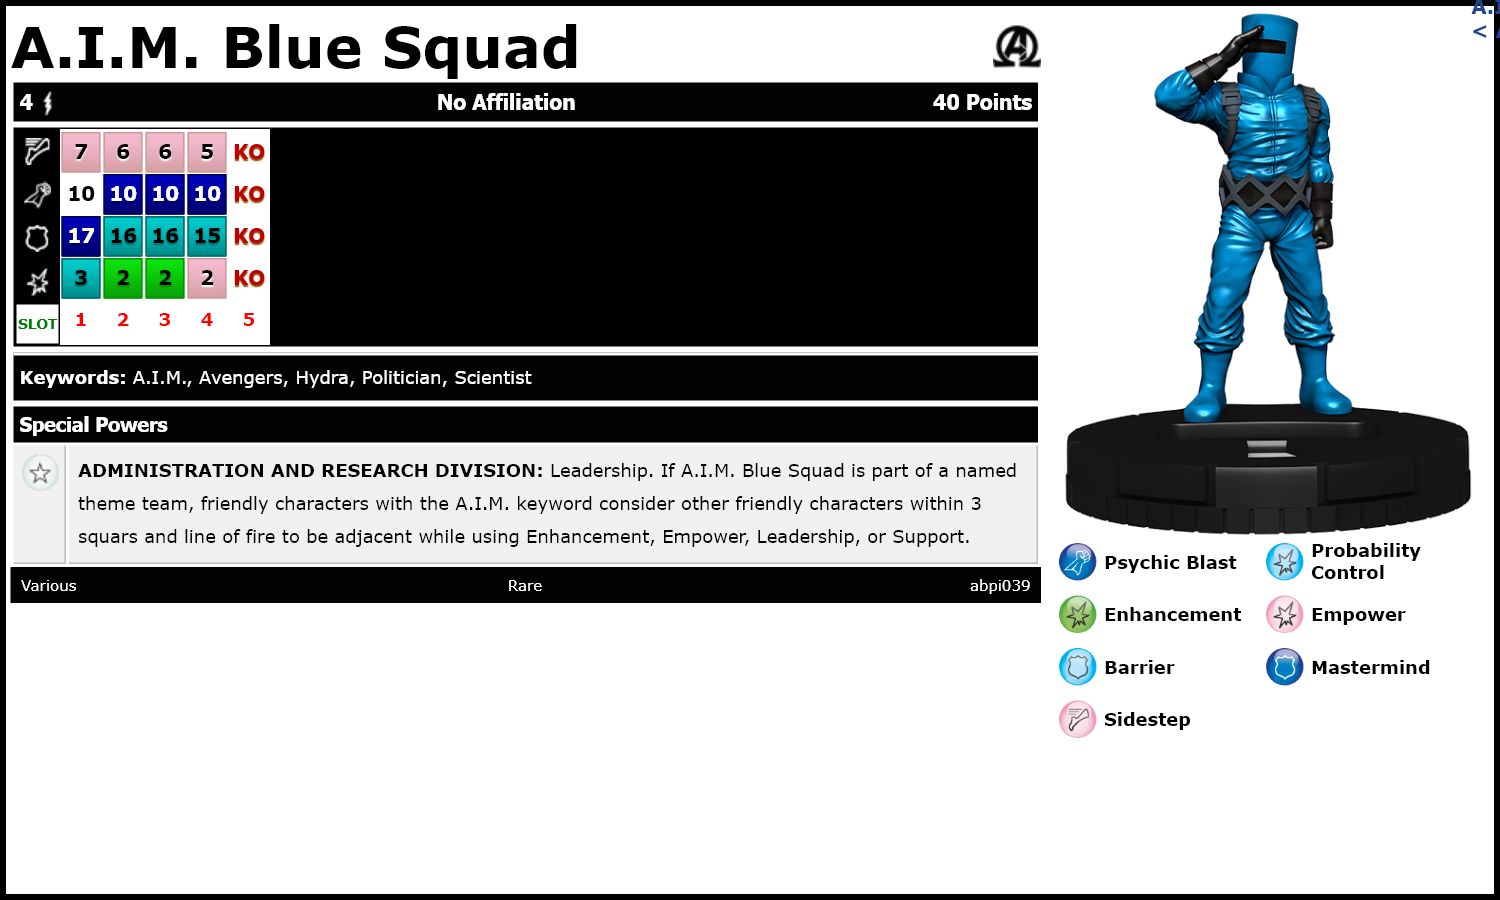 A.I.M. Blue Squad
4 No Affiliation 40 Points
7 6 6 5 KO
10 10 10 10 KO
17 16 16 15 KO
3 2 2 2 KO
SLOT 1 2 3 4 5
Keywords: A.I.M., Avengers, Hydra, Politician, Scientist
Special Powers
ADMINISTRATION AND RESEARCH DIVISION: Leadership. If A.I.M. Blue Squad is part of a named
theme team, friendly characters with the A.I.M. keyword consider other friendly characters within 3
squars and line of fire to be adjacent while using Enhancement, Empower, Leadership, or Support.
Various Rare abpi039
Psychic Blast
Probability
Control
Enhancement
Empower
Barrier
Mastermind
Sidestep